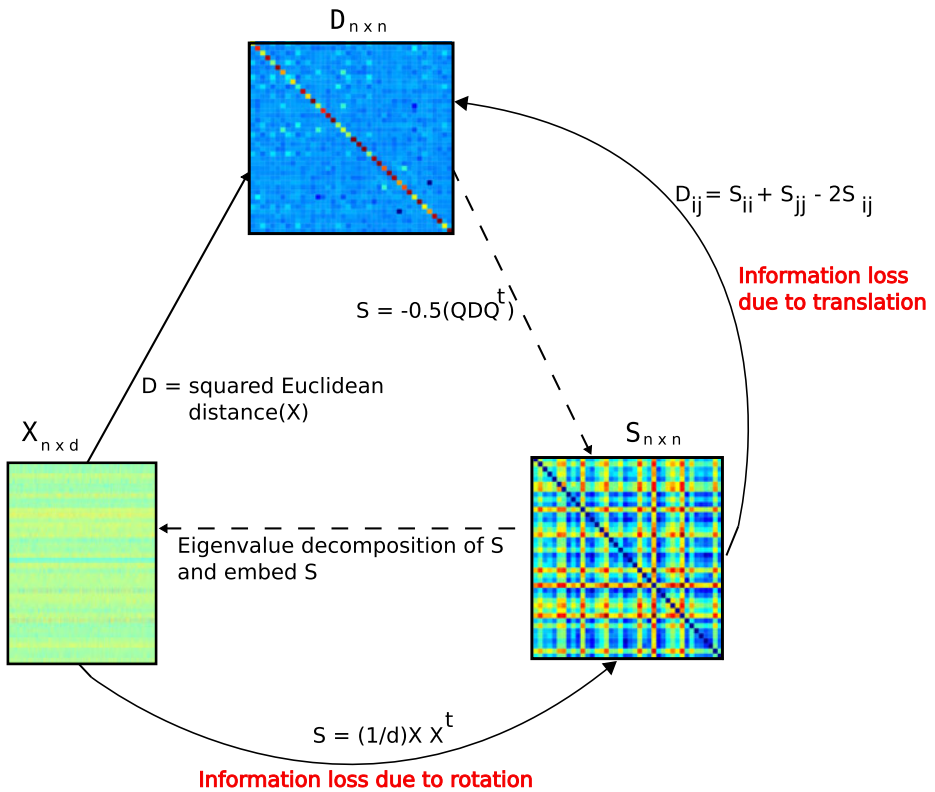 D n x n
D ij = S ii + S jj - 2S ij
Information loss
due to translation
S = -0.5(QDQ t )
D = squared Euclidean
distance(X)
X n x d
S n x n
Eigenvalue decomposition of S
and embed S
S = (1/d)X X t
Information loss due to rotation